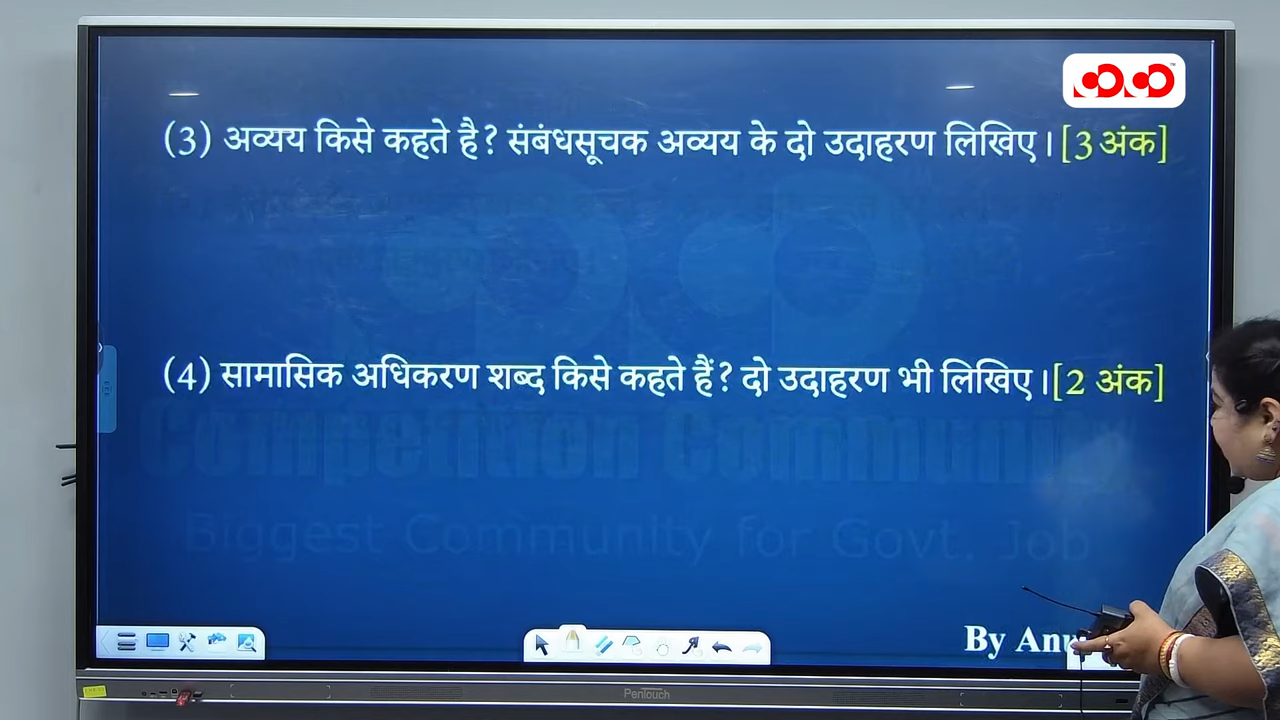 (3) अव्यय किसे कहते है? संबंधसूचक अव्यय के दो उदाहरण लिखिए। [3 अंक]
(4) सामासिक अधिकरण शब्द किसे कहते हैं? दो उदाहरण भी लिखिए। [2 अंक]
Competition Community
Biggest Community for Govt. Job
By
PenTouch